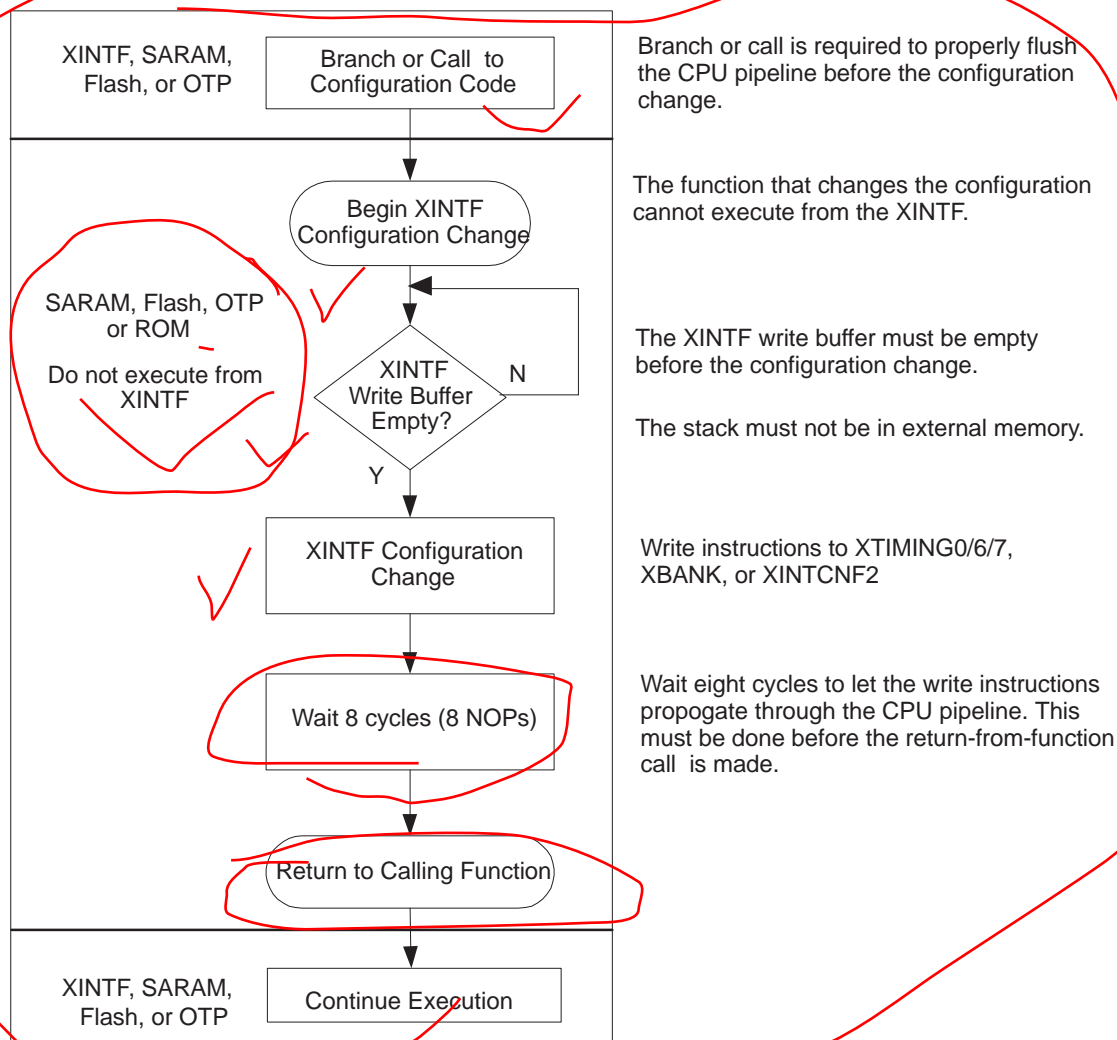 XINTF, SARAM,
Flash, or OTP
Branch or Call to
Configuration Code
Branch or call is required to properly flush
the CPU pipeline before the configuration
change.
Begin XINTF
Configuration Change
The function that changes the configuration
cannot execute from the XINTF.
SARAM, Flash, OTP
or ROM
Do not execute from
XINTF
XINTF
Write Buffer
Empty?
N
Y
The XINTF write buffer must be empty
before the configuration change.
The stack must not be in external memory.
XINTF Configuration
Change
Write instructions to XTIMING0/6/7,
XBANK, or XINTCNF2
Wait 8 cycles (8 NOPs)
Wait eight cycles to let the write instructions
propogate through the CPU pipeline. This
must be done before the return-from-function
call is made.
Return to Calling Function
XINTF, SARAM,
Flash, or OTP
Continue Execution